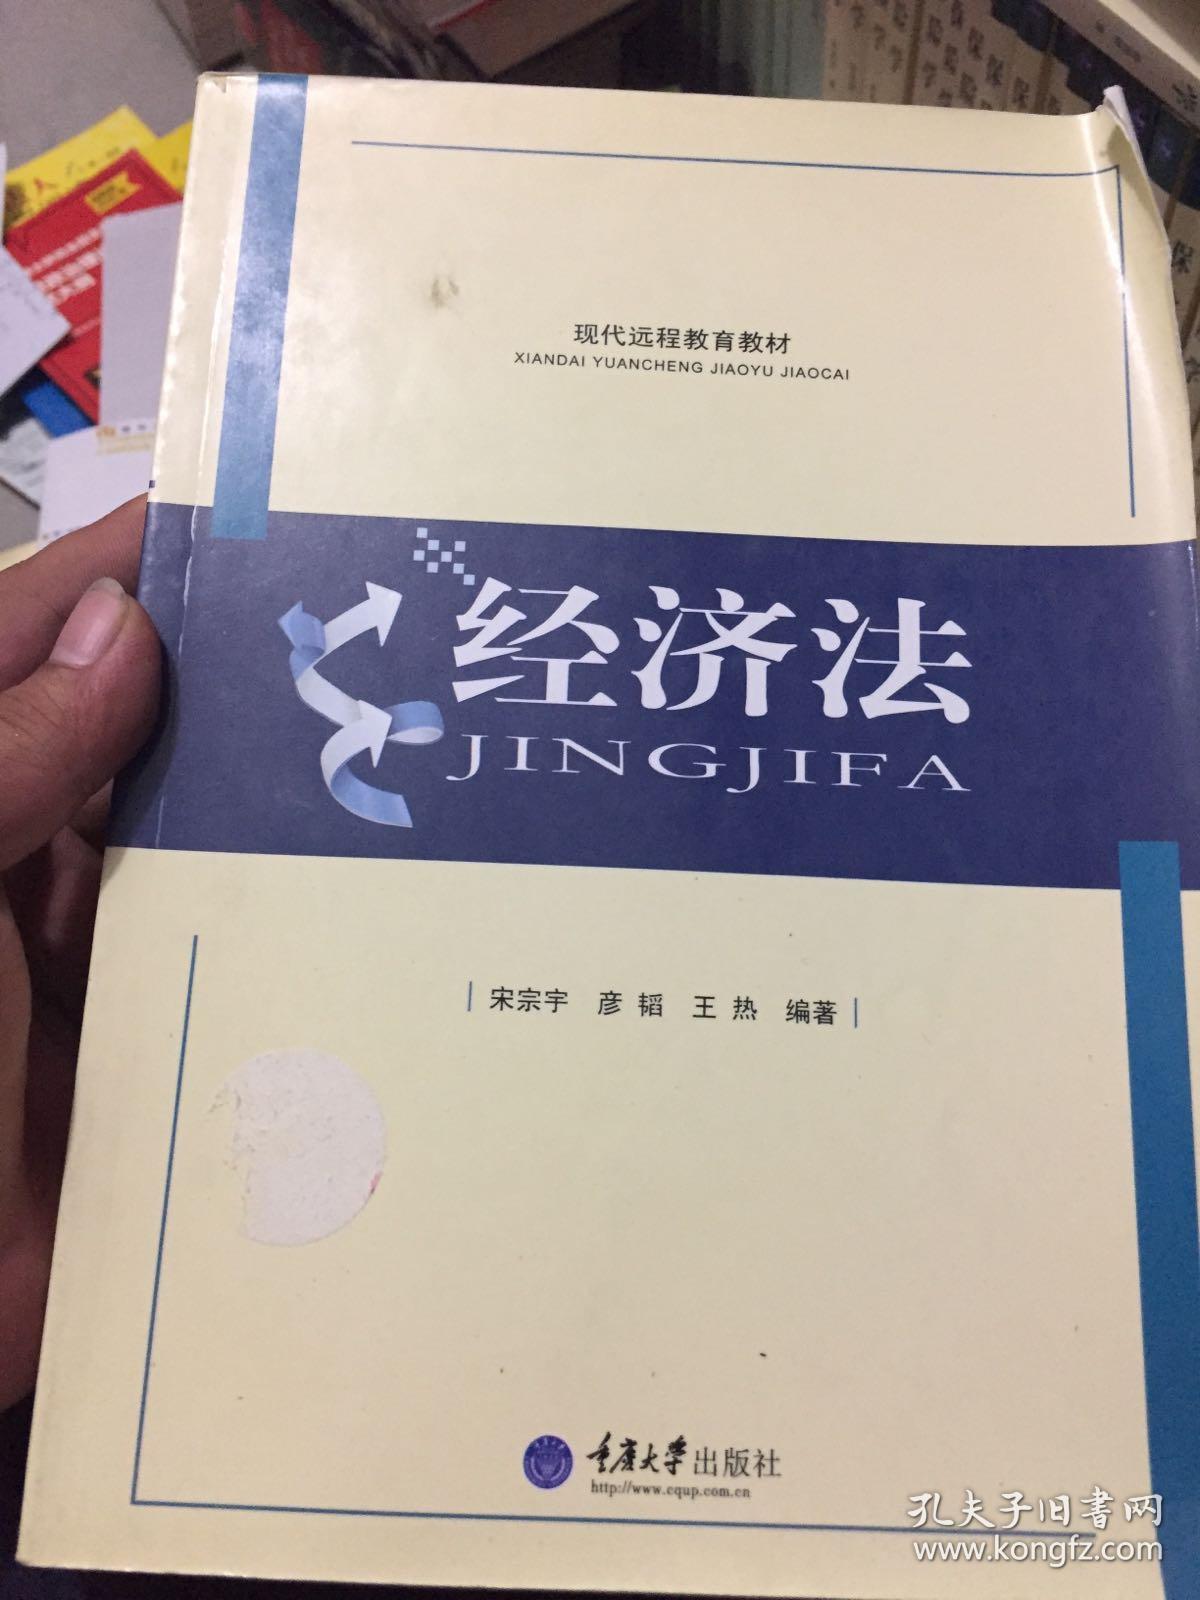 现代远程教育教材
XIANDAI YUANCHENG JIAOYU JIAOCAI
经济法
JINGJIFA
宋宗宇 彦 韬 王 热 编著
重庆大学出版社
http://www.cqup.com.cn
孔夫子旧书网
www.kongfz.com